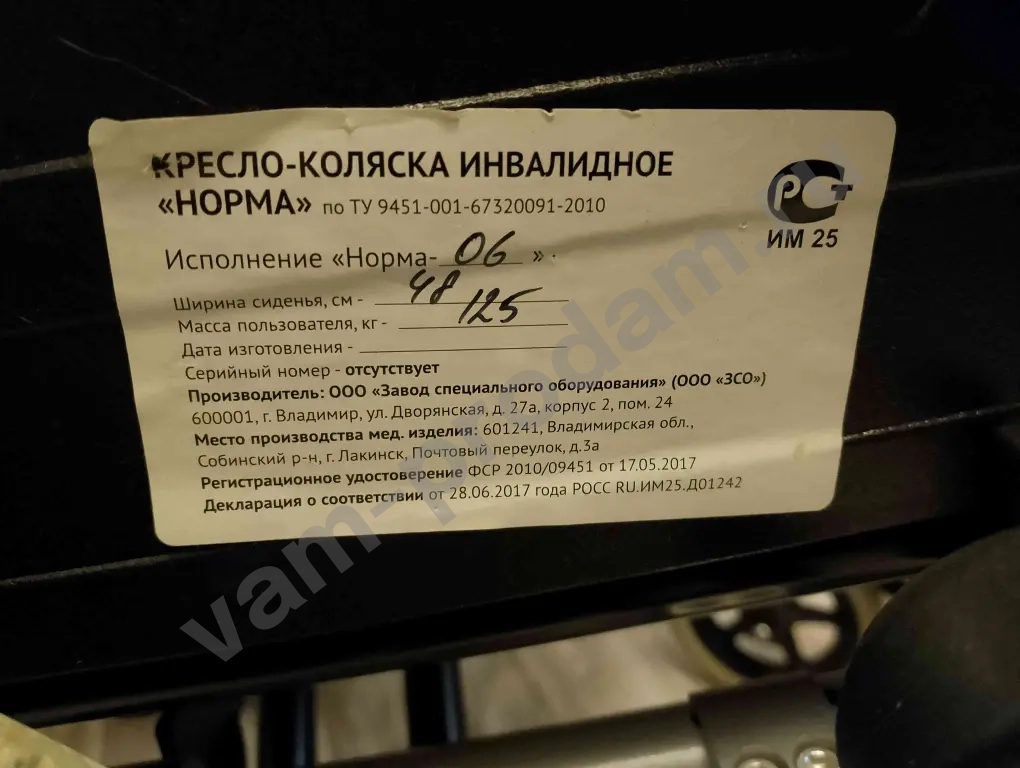 КРЕСЛО-КОЛЯСКА ИНВАЛИДНОЕ
«НОРМА» по ТУ 9451-001-67320091-2010
РСТ
ИМ 25
Исполнение «Норма- 06 »
Ширина сиденья, см - 48
Масса пользователя, кг - 125
Дата изготовления -
Серийный номер - отсутствует
Производитель: ООО «Завод специального оборудования» (ООО «ЗСО»)
600001, г. Владимир, ул. Дворянская, д. 27а, корпус 2, пом. 24
Место производства мед. изделия: 601241, Владимирская обл.,
Собинский р-н, г. Лакинск, Почтовый переулок, д.3а
Регистрационное удостоверение ФСР 2010/09451 от 17.05.2017
Декларация о соответствии от 28.06.2017 года РОСС RU.ИМ25.Д01242
vam-prodam.ru